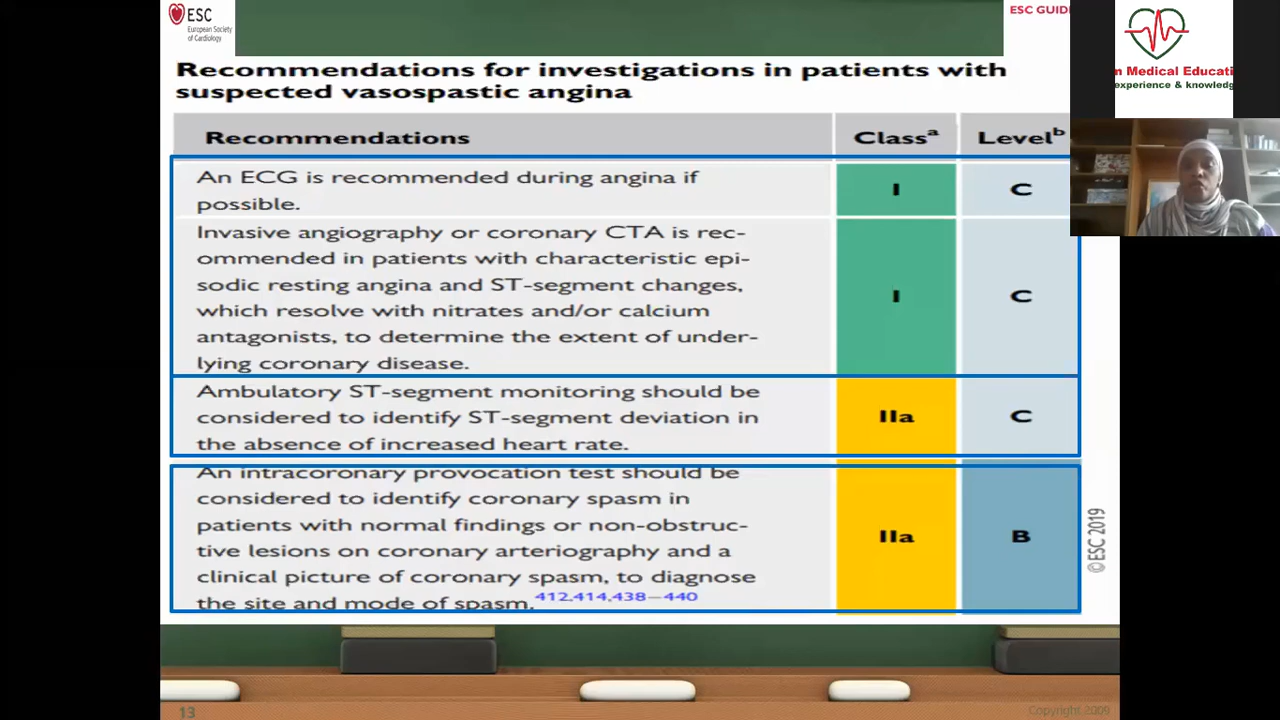 ESC
European Society
of Cardiology
ESC GUID
n Medical Educati
experience & knowledg
Recommendations for investigations in patients with
suspected vasospastic angina
Recommendations Classᵃ Levelᵇ
An ECG is recommended during angina if
possible.
I C
Invasive angiography or coronary CTA is rec-
ommended in patients with characteristic epi-
sodic resting angina and ST-segment changes,
which resolve with nitrates and/or calcium
antagonists, to determine the extent of under-
lying coronary disease.
I C
Ambulatory ST-segment monitoring should be
considered to identify ST-segment deviation in
the absence of increased heart rate.
IIa C
An intracoronary provocation test should be
considered to identify coronary spasm in
patients with normal findings or non-obstruc-
tive lesions on coronary arteriography and a
clinical picture of coronary spasm, to diagnose
the site and mode of spasm. 412,414,438–440
IIa B
©ESC 2019
13
Copyright 2009